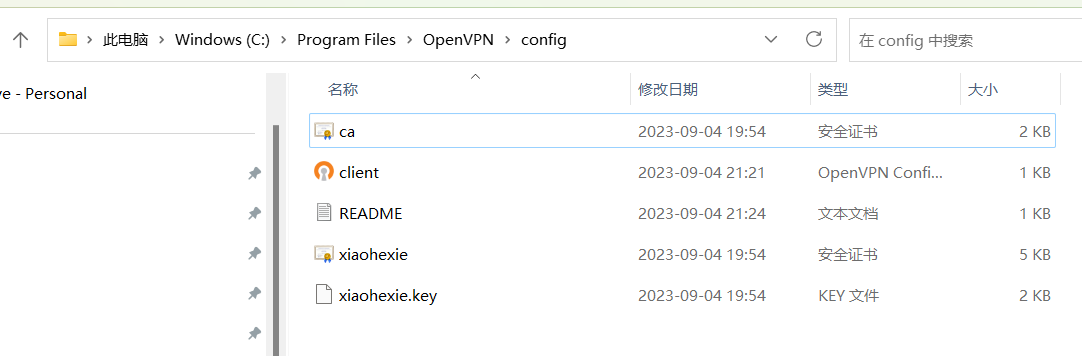 此电脑 Windows (C:) Program Files OpenVPN config 在 config 中搜索
名称 修改日期 类型 大小
ve - Personal
ca 2023-09-04 19:54 安全证书 2 KB
client 2023-09-04 21:21 OpenVPN Confi... 1 KB
README 2023-09-04 21:24 文本文档 1 KB
xiaohexie 2023-09-04 19:54 安全证书 5 KB
xiaohexie.key 2023-09-04 19:54 KEY 文件 2 KB